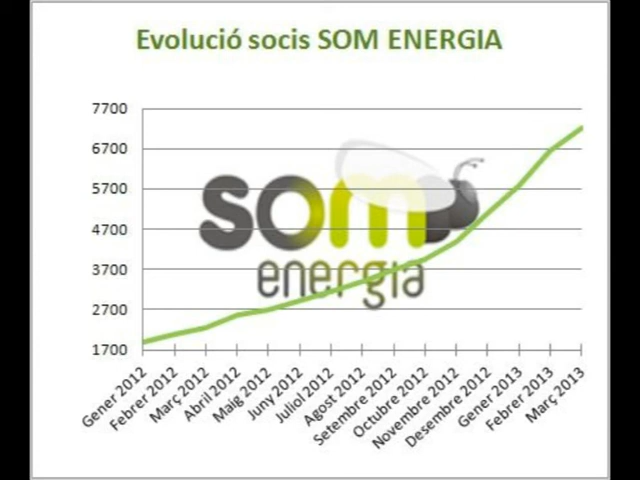 Evolució socis SOM ENERGIA
7700
6700
5700
4700
3700
2700
1700
som
energia
Gener 2012
Febrer 2012
Març 2012
Abril 2012
Maig 2012
Juny 2012
Juliol 2012
Agost 2012
Setembre 2012
Octubre 2012
Novembre 2012
Desembre 2012
Gener 2013
Febrer 2013
Març 2013